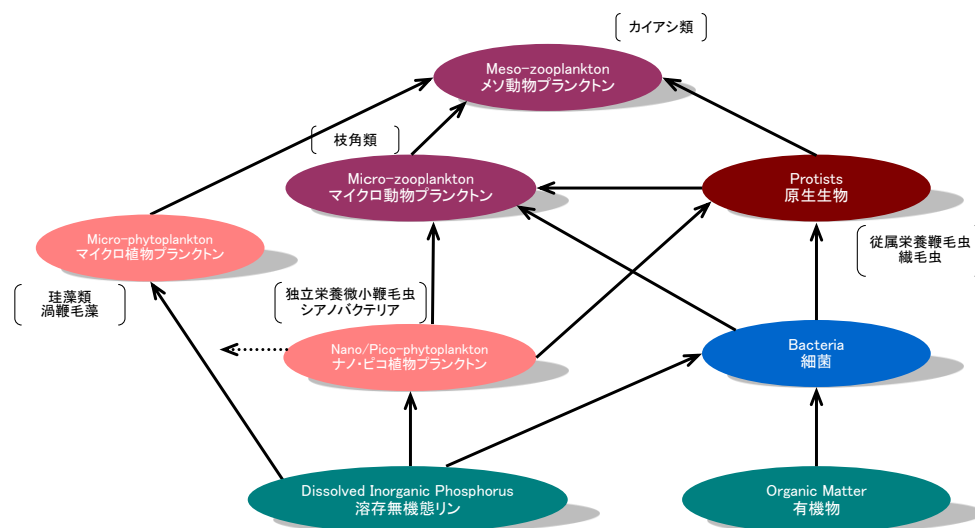 カイアシ類
Meso-zooplankton
メソ動物プランクトン
枝角類
Micro-zooplankton
マイクロ動物プランクトン
Protists
原生生物
Micro-phytoplankton
マイクロ植物プランクトン
従属栄養鞭毛虫
繊毛虫
珪藻類
渦鞭毛藻
独立栄養微小鞭毛虫
シアノバクテリア
Nano/Pico-phytoplankton
ナノ・ピコ植物プランクトン
Bacteria
細菌
Dissolved Inorganic Phosphorus
溶存無機態リン
Organic Matter
有機物